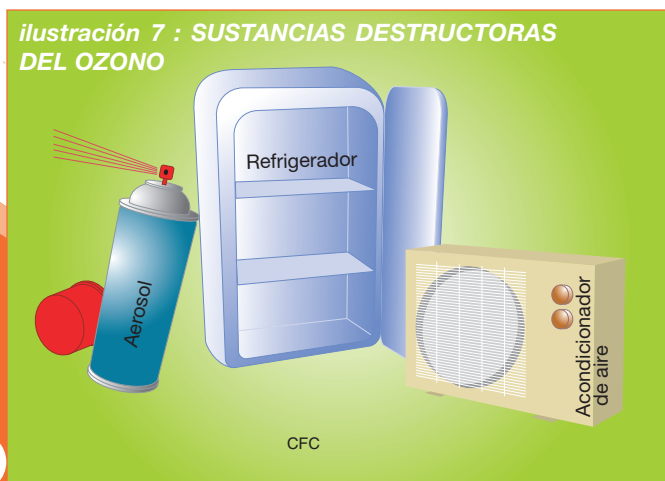 ilustración 7 : SUSTANCIAS DESTRUCTORAS
DEL OZONO
Refrigerador
Aerosol
Acondicionador
de aire
CFC